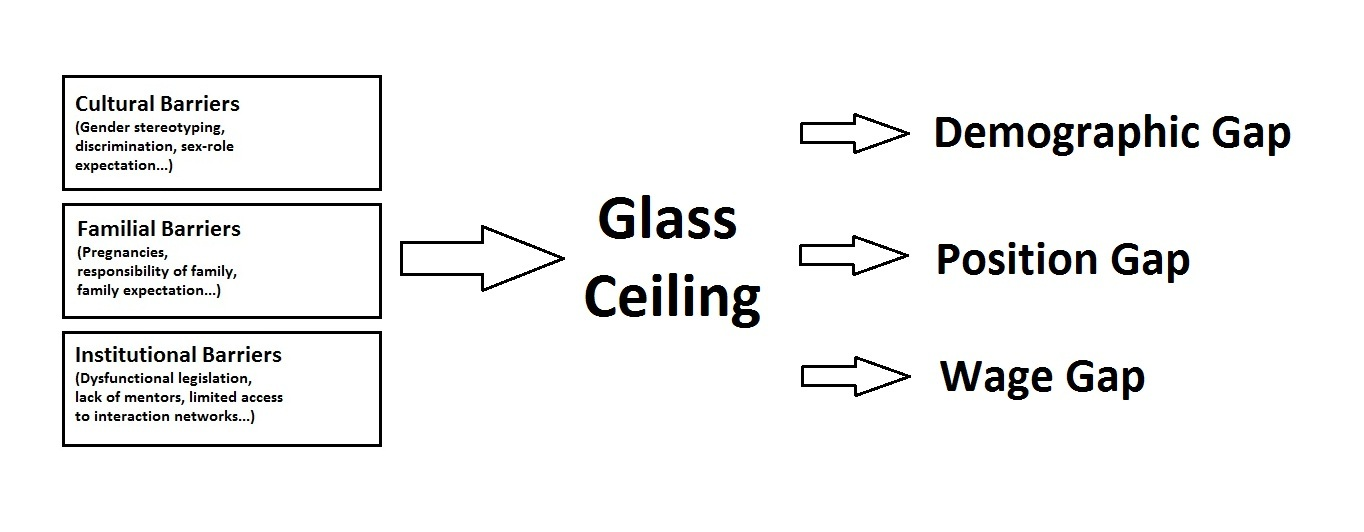 Cultural Barriers
(Gender stereotyping,
discrimination, sex-role
expectation...)
Familial Barriers
(Pregnancies,
responsibility of family,
family expectation...)
Institutional Barriers
(Dysfunctional legislation,
lack of mentors, limited access
to interaction networks...)
Glass
Ceiling
Demographic Gap
Position Gap
Wage Gap